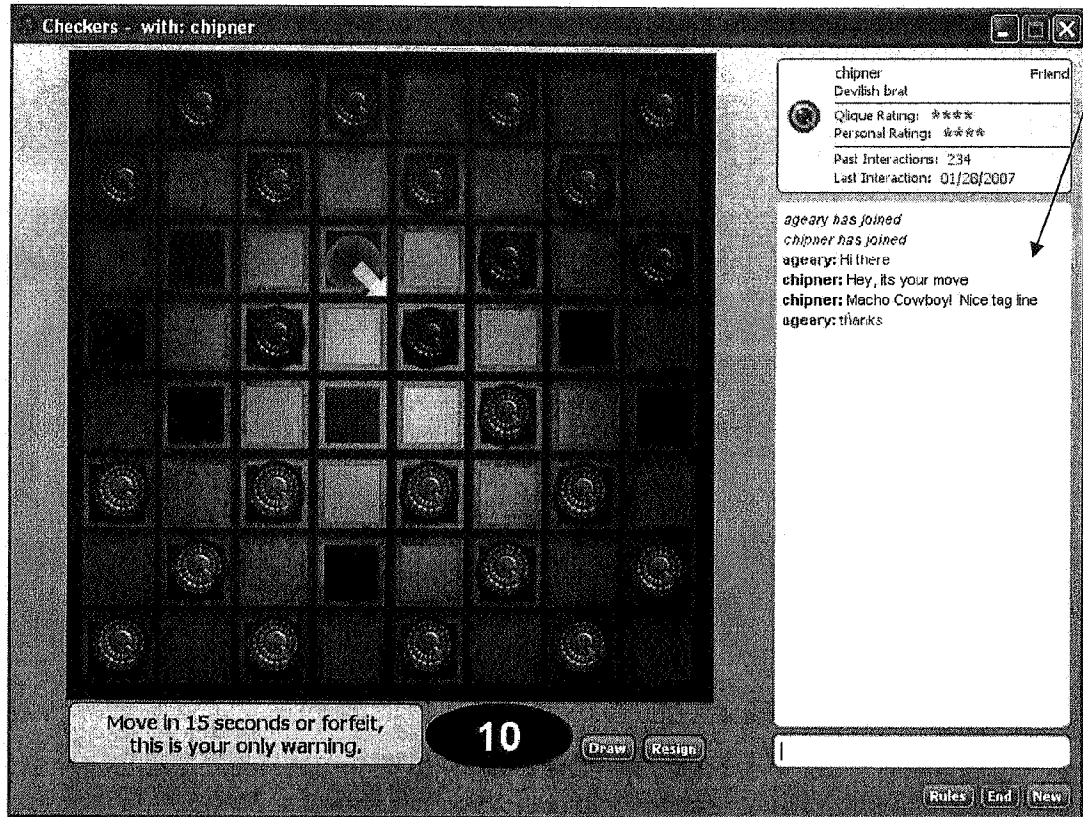 Checkers - with: chipner
chipner Friend
Devilish brat
Qlique Rating: ****
Personal Rating: ****
Past Interactions: 234
Last Interaction: 01/28/2007
ageary has joined
chipner has joined
ageary: Hi there
chipner: Hey, its your move
chipner: Macho Cowboy! Nice tag line
ageary: thanks
Move in 15 seconds or forfeit,
this is your only warning.
10
Draw Resign
Rules End New